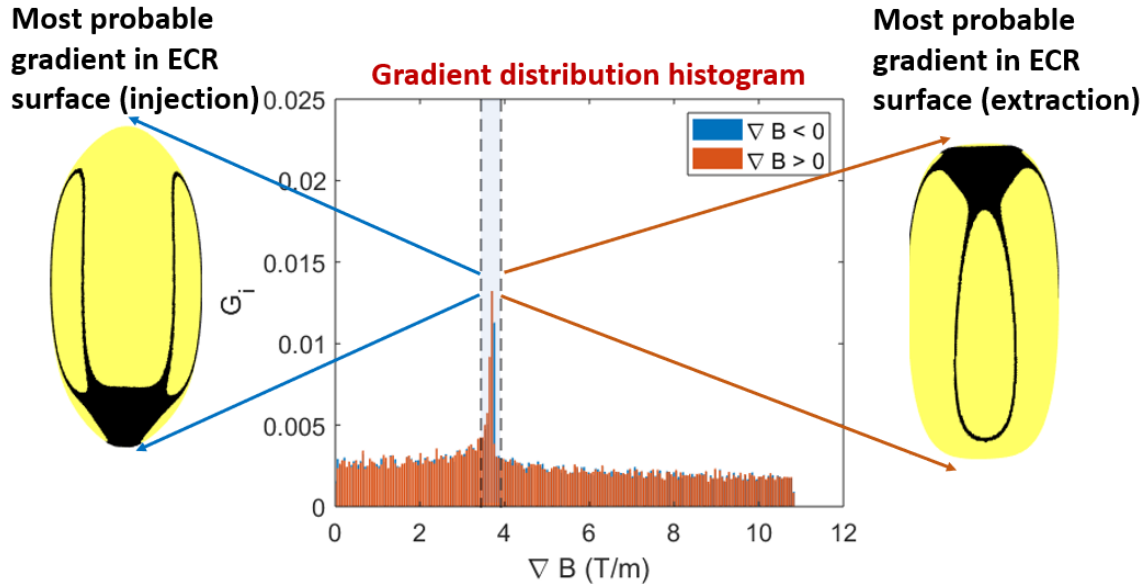 Most probable
gradient in ECR
surface (injection)
Gradient distribution histogram
Most probable
gradient in ECR
surface (extraction)
∇ B < 0
∇ B > 0
0.025
0.02
0.015
0.01
0.005
0
G_i
0 2 4 6 8 10 12
∇ B (T/m)